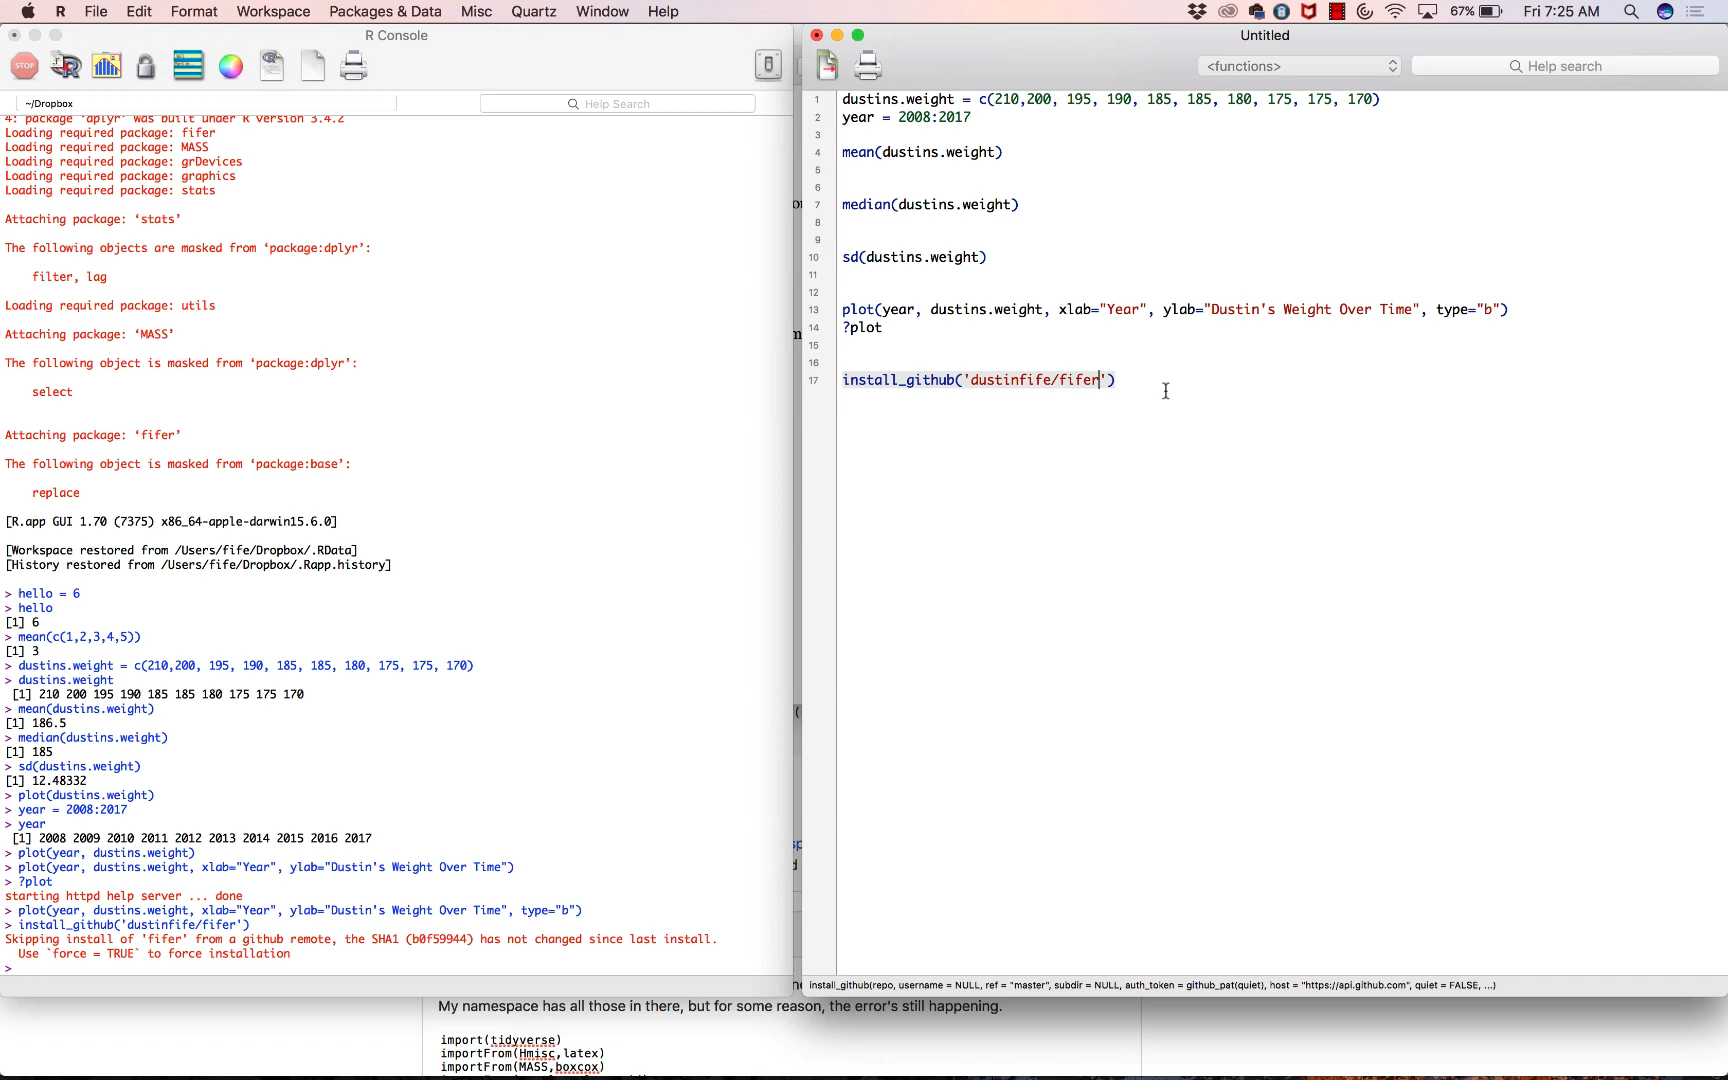 R File Edit Format Workspace Packages & Data Misc Quartz Window Help 67% Fri 7:25 AM
R Console
STOP
~/Dropbox
Help Search
4: package 'dplyr' was built under R version 3.4.2
Loading required package: fifer
Loading required package: MASS
Loading required package: grDevices
Loading required package: graphics
Loading required package: stats
Attaching package: ‘stats’
The following objects are masked from ‘package:dplyr’:
filter, lag
Loading required package: utils
Attaching package: ‘MASS’
The following object is masked from ‘package:dplyr’:
select
Attaching package: ‘fifer’
The following object is masked from ‘package:base’:
replace
[R.app GUI 1.70 (7375) x86_64-apple-darwin15.6.0]
[Workspace restored from /Users/fife/Dropbox/.RData]
[History restored from /Users/fife/Dropbox/.Rapp.history]
> hello = 6
> hello
[1] 6
> mean(c(1,2,3,4,5))
[1] 3
> dustins.weight = c(210,200, 195, 190, 185, 185, 180, 175, 175, 170)
> dustins.weight
[1] 210 200 195 190 185 185 180 175 175 170
> mean(dustins.weight)
[1] 186.5
> median(dustins.weight)
[1] 185
> sd(dustins.weight)
[1] 12.48332
> plot(dustins.weight)
> year = 2008:2017
> year
[1] 2008 2009 2010 2011 2012 2013 2014 2015 2016 2017
> plot(year, dustins.weight)
> plot(year, dustins.weight, xlab="Year", ylab="Dustin's Weight Over Time")
> ?plot
starting httpd help server ... done
> plot(year, dustins.weight, xlab="Year", ylab="Dustin's Weight Over Time", type="b")
> install_github('dustinfife/fifer')
Skipping install of 'fifer' from a github remote, the SHA1 (b0f59944) has not changed since last install.
Use `force = TRUE` to force installation
>
Untitled
<functions>
Help search
1 dustins.weight = c(210,200, 195, 190, 185, 185, 180, 175, 175, 170)
2 year = 2008:2017
3
4 mean(dustins.weight)
5
6
7 median(dustins.weight)
8
9
10 sd(dustins.weight)
11
12
13 plot(year, dustins.weight, xlab="Year", ylab="Dustin's Weight Over Time", type="b")
14 ?plot
15
16
17 install_github('dustinfife/fifer')
install_github(repo, username = NULL, ref = "master", subdir = NULL, auth_token = github_pat(quiet), host = "https://api.github.com", quiet = FALSE, ...)
My namespace has all those in there, but for some reason, the error's still happening.
import(tidyverse)
importFrom(Hmisc,latex)
importFrom(MASS,boxcox)